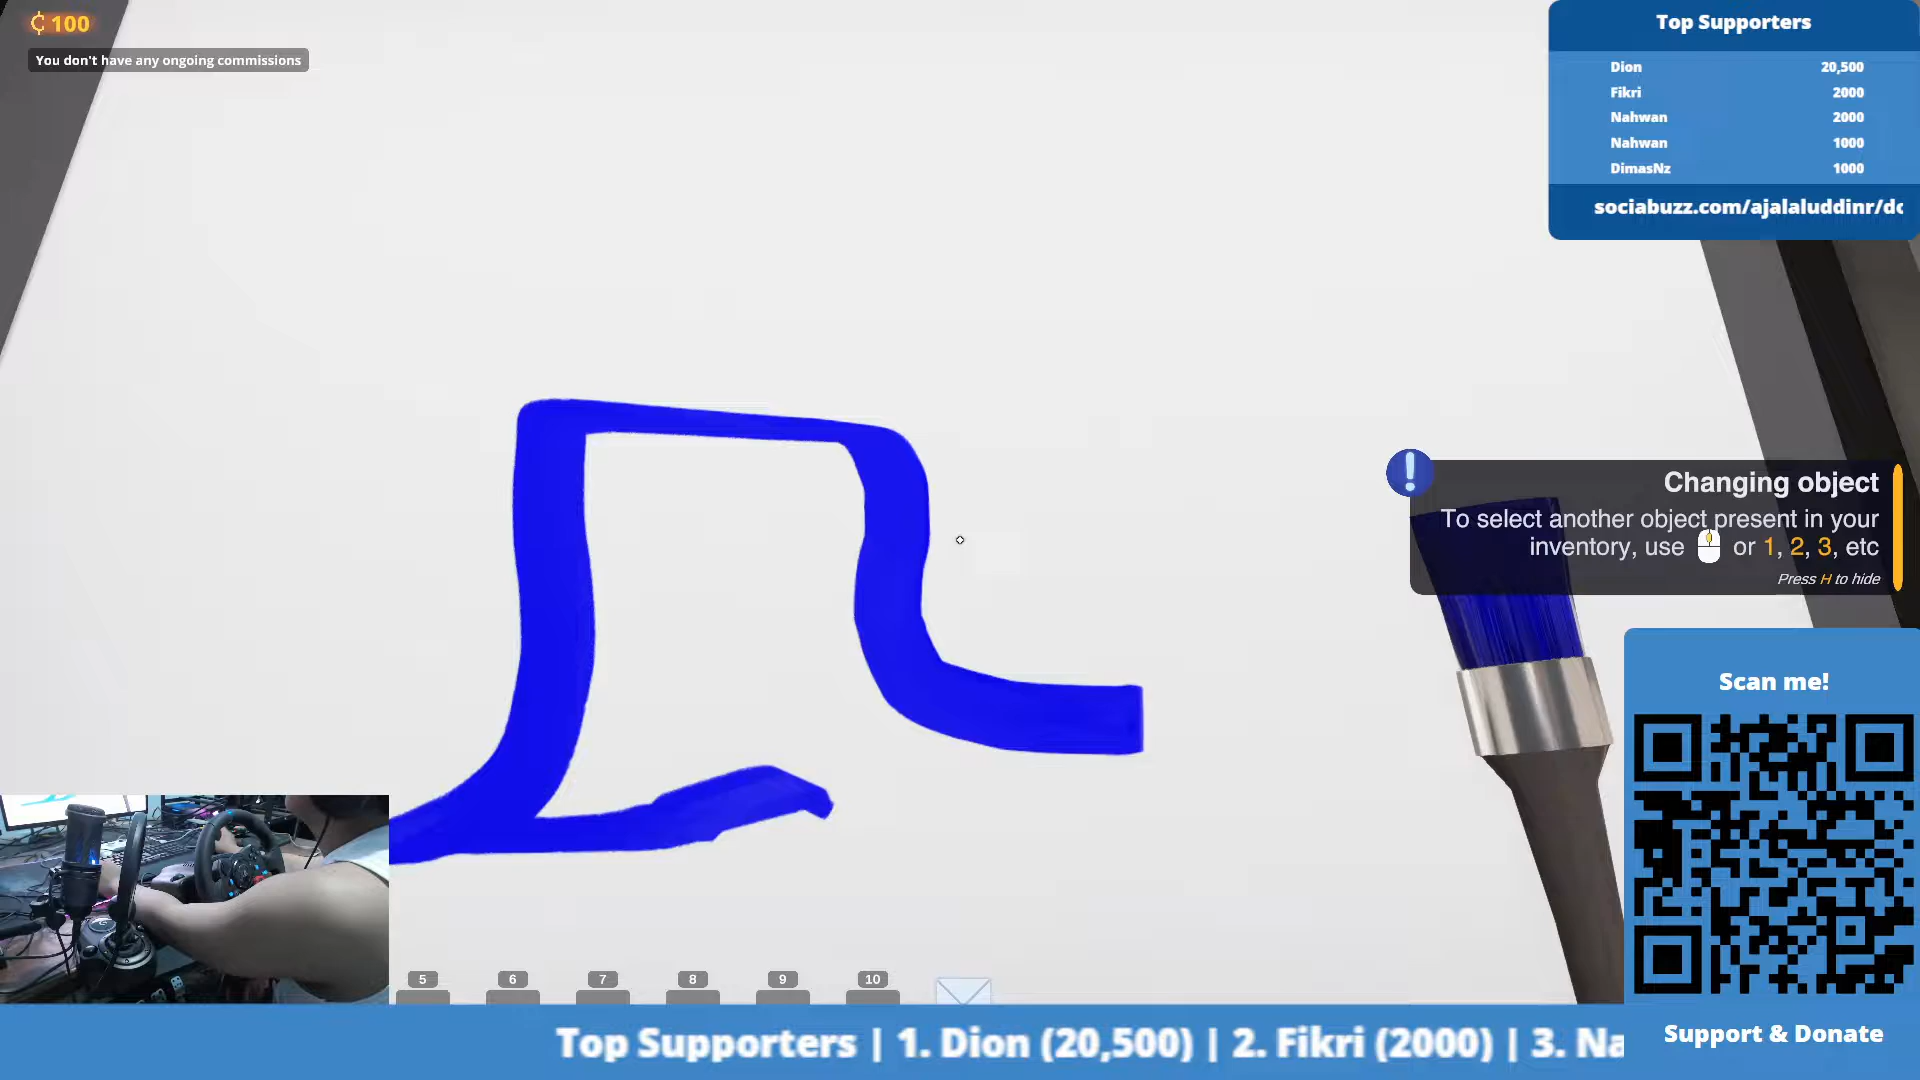 ₵ 100
You don't have any ongoing commissions
Top Supporters
Dion 20,500
Fikri 2000
Nahwan 2000
Nahwan 1000
DimasNz 1000
sociabuzz.com/ajalaluddinr/do
Changing object
To select another object present in your
inventory, use or 1, 2, 3, etc
Press H to hide
Scan me!
5 6 7 8 9 10
Top Supporters | 1. Dion (20,500) | 2. Fikri (2000) | 3. Na
Support & Donate